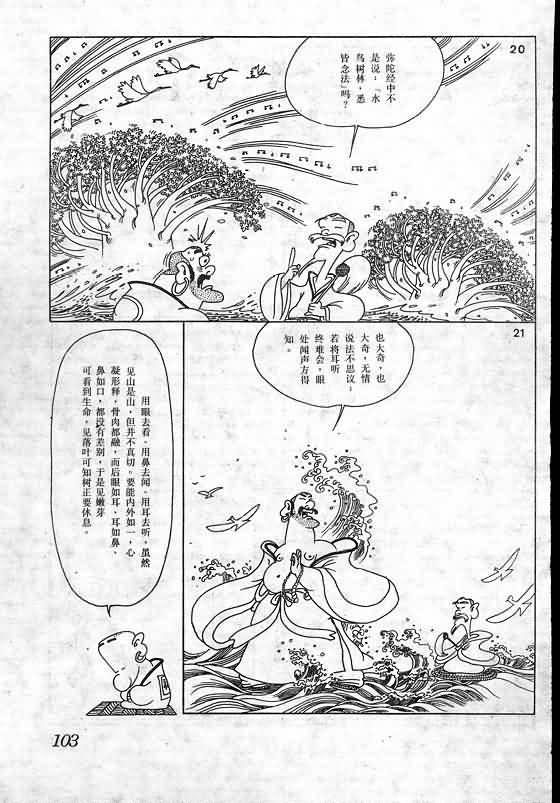 20
弥陀经中不
是说：「水
鸟树林，悉
皆念法」吗？
21
也大奇，也
大奇，无情
说法不思议；
若将耳听
终难会，眼
处闻声方得
知。
用眼去看、用鼻去闻、用耳去听，虽然
见山是山，但并不真切。要能内外如一，心
凝形释，骨肉都融，而后眼如耳、耳如鼻、
鼻如口，都没有差别，于是见嫩芽
可看到生命。见落叶可知树正要休息。
103